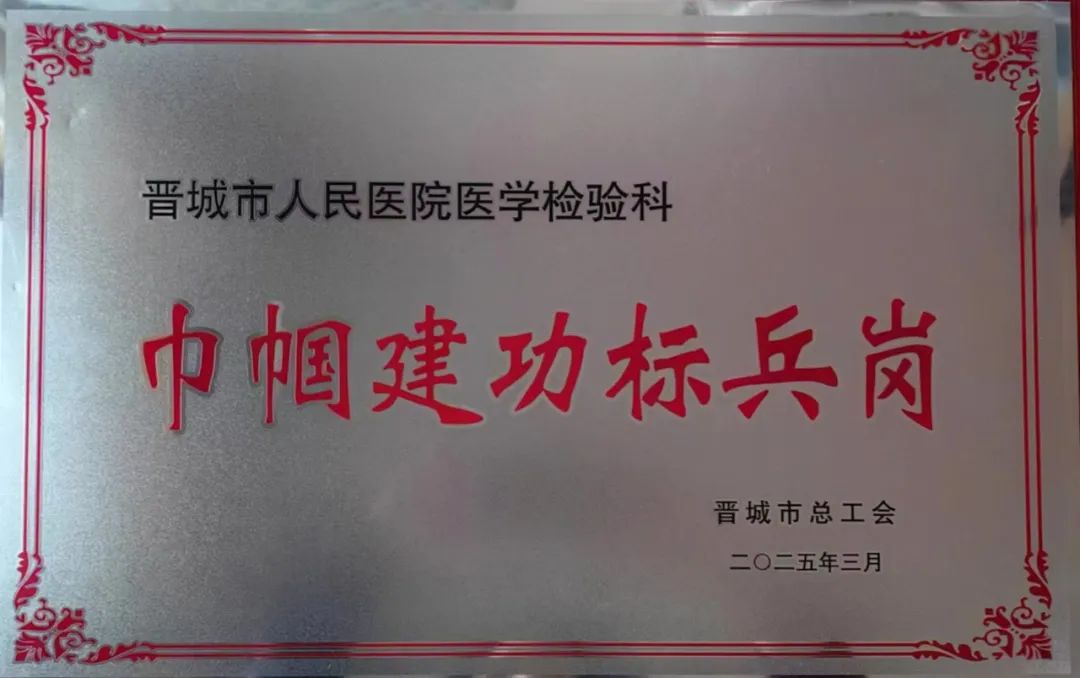 晋城市人民医院医学检验科
巾帼建功标兵岗
晋城市总工会
二〇二五年三月